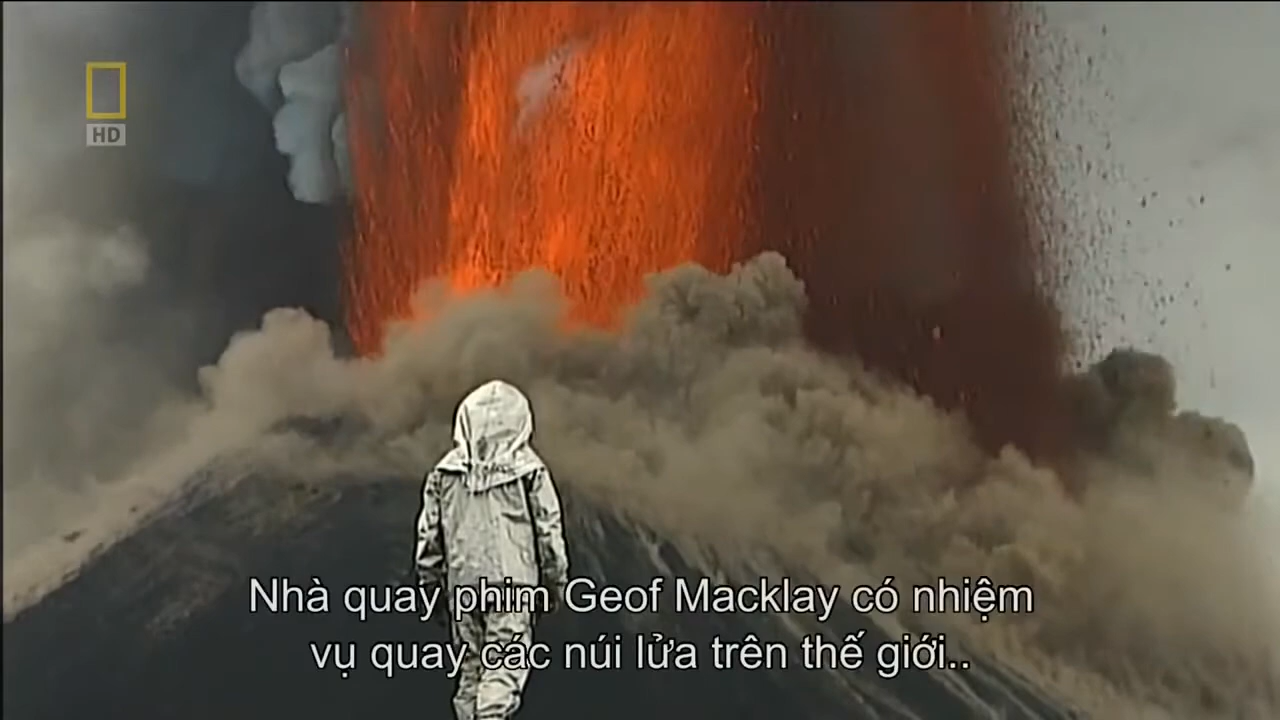 HD
Nhà quay phim Geof Macklay có nhiệm
vụ quay các núi lửa trên thế giới..